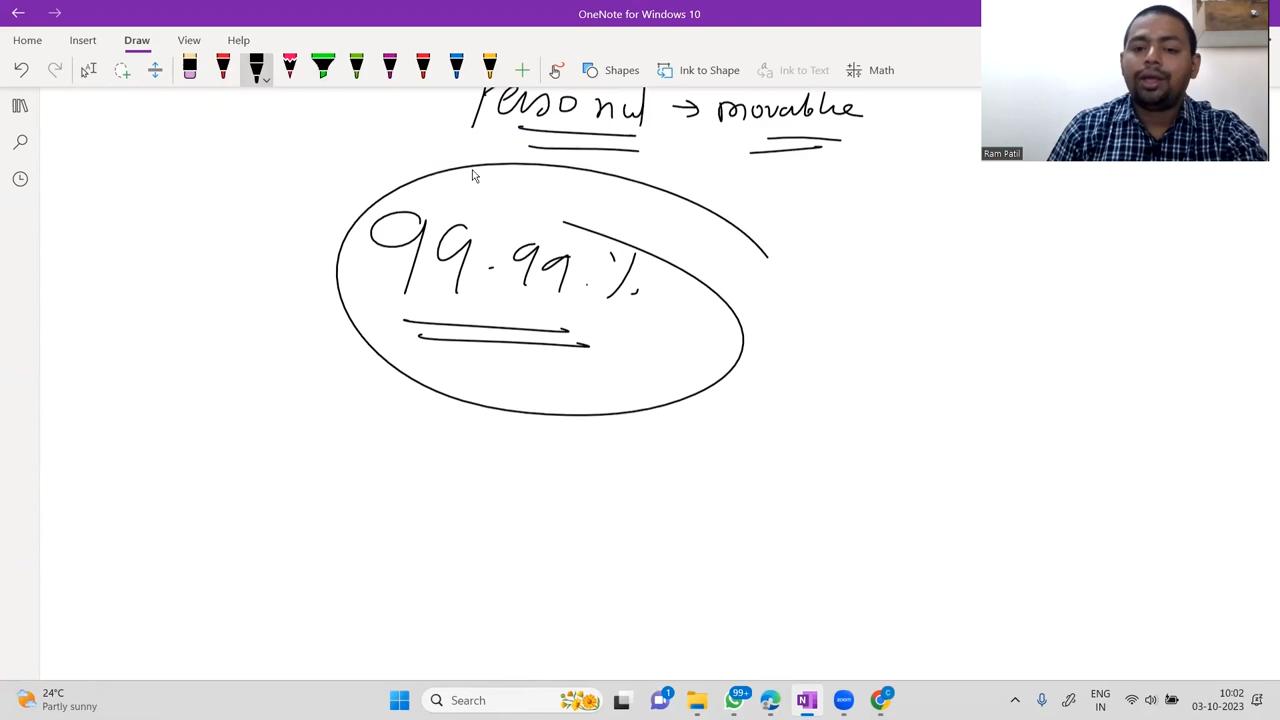 OneNote for Windows 10
Home Insert Draw View Help
Shapes Ink to Shape Ink to Text Math
Personal → movable
99.99.%
Ram Patil
24°C
Partly sunny
Search
1
99+
C
ENG
IN
10:02
03-10-2023